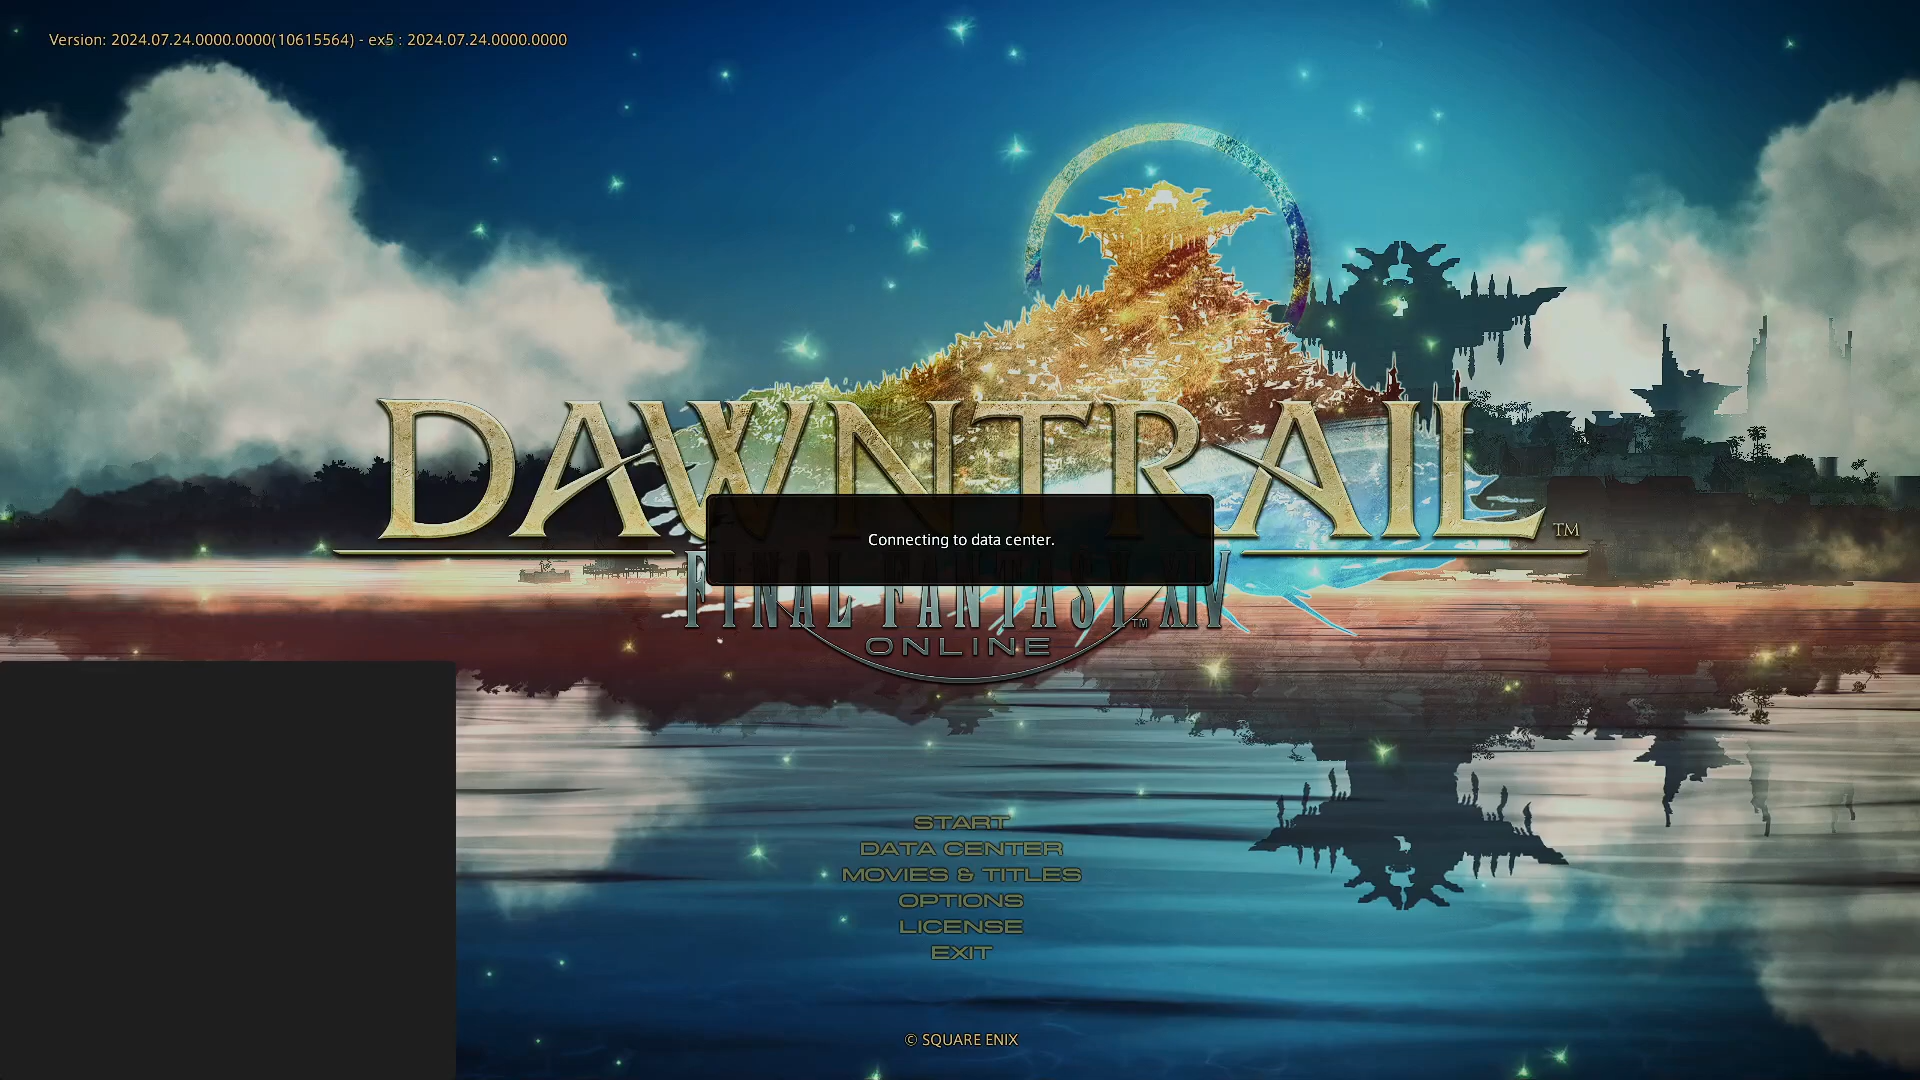 Version: 2024.07.24.0000.0000(10615564) - ex5 : 2024.07.24.0000.0000
DAWNTRAIL™
Connecting to data center.
FINAL FANTASY XIV™
ONLINE
START
DATA CENTER
MOVIES & TITLES
OPTIONS
LICENSE
EXIT
© SQUARE ENIX